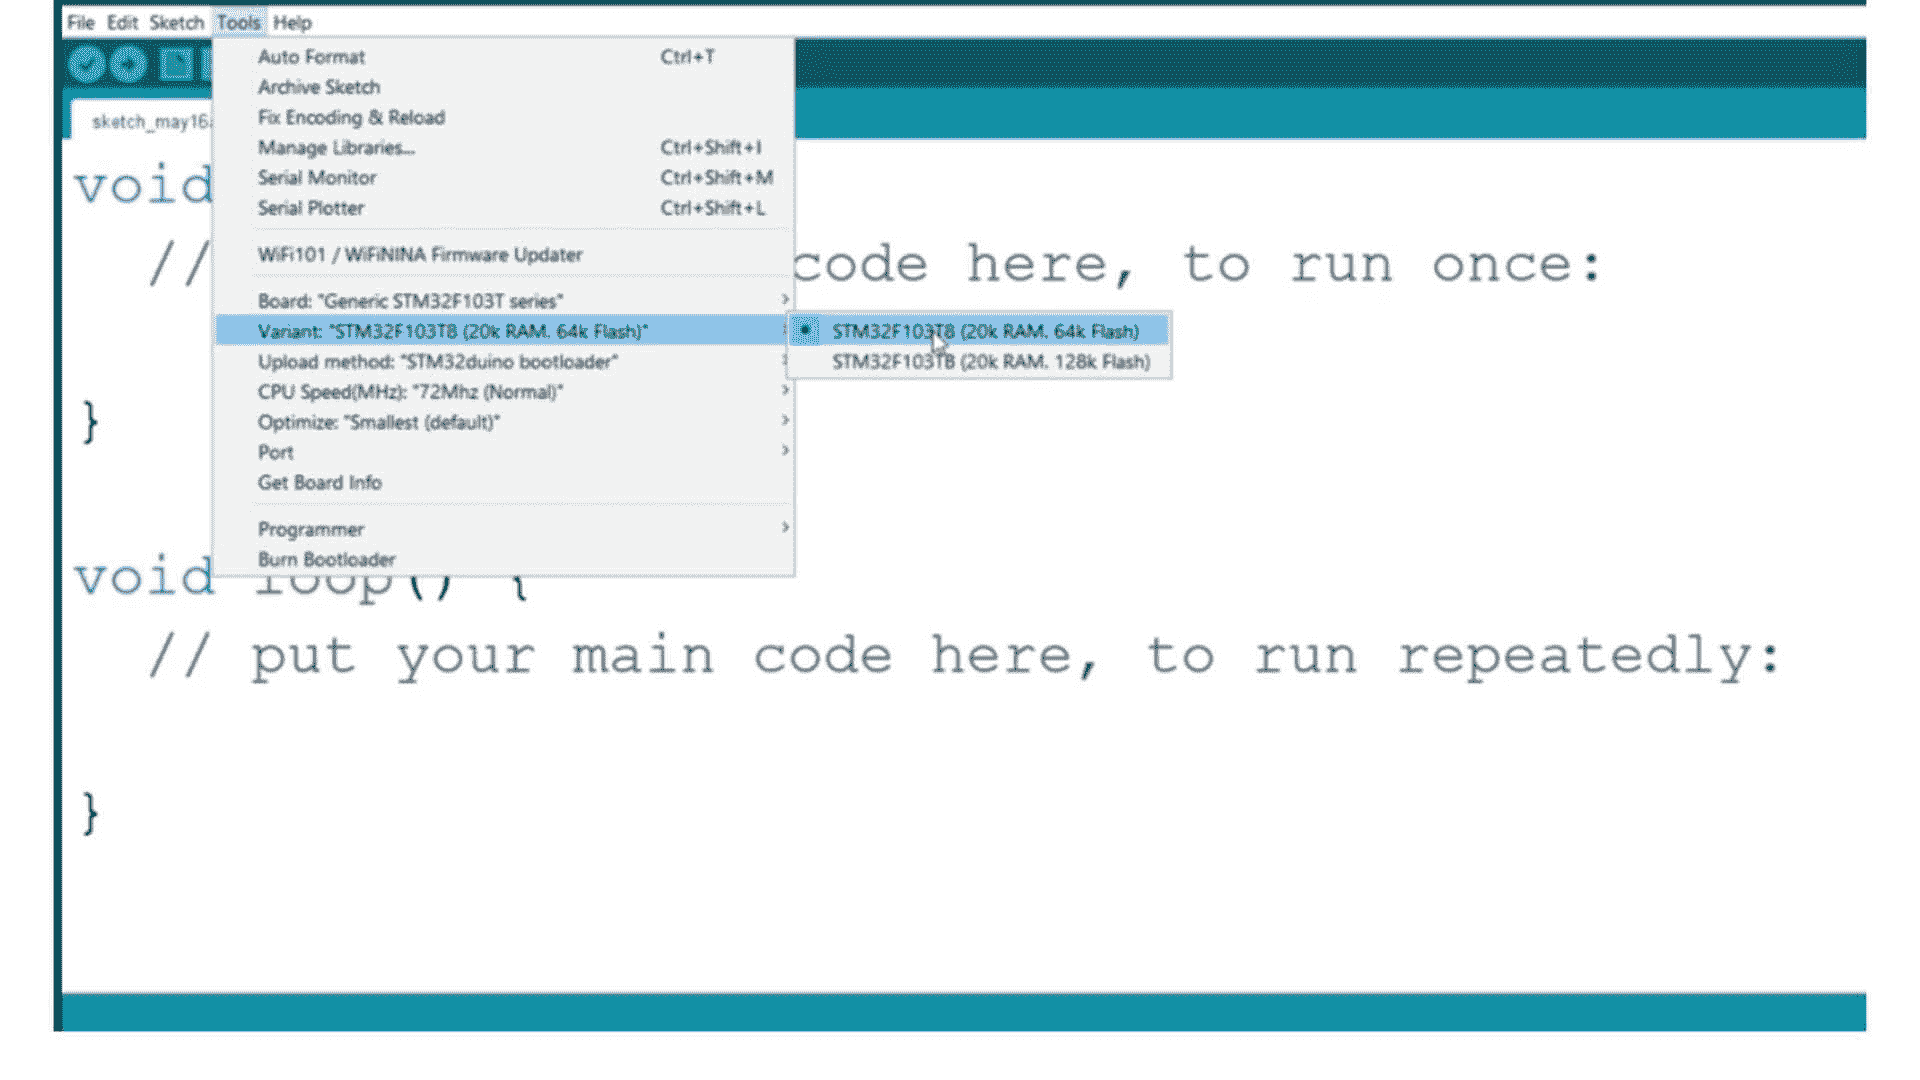 File Edit Sketch Tools Help
Auto Format Ctrl+T
Archive Sketch
sketch_may16
Fix Encoding & Reload
Manage Libraries... Ctrl+Shift+I
void
Serial Monitor Ctrl+Shift+M
Serial Plotter Ctrl+Shift+L
WiFi101 / WiFiNINA Firmware Updater
// code here, to run once:
Board: "Generic STM32F103T series"
Variant: "STM32F103T8 (20k RAM. 64k Flash)"
STM32F103T8 (20k RAM. 64k Flash)
Upload method: "STM32duino bootloader"
STM32F103TB (20k RAM. 128k Flash)
CPU Speed(MHz): "72Mhz (Normal)"
Optimize: "Smallest (default)"
}
Port
Get Board Info
Programmer
Burn Bootloader
void loop() {
// put your main code here, to run repeatedly:
}